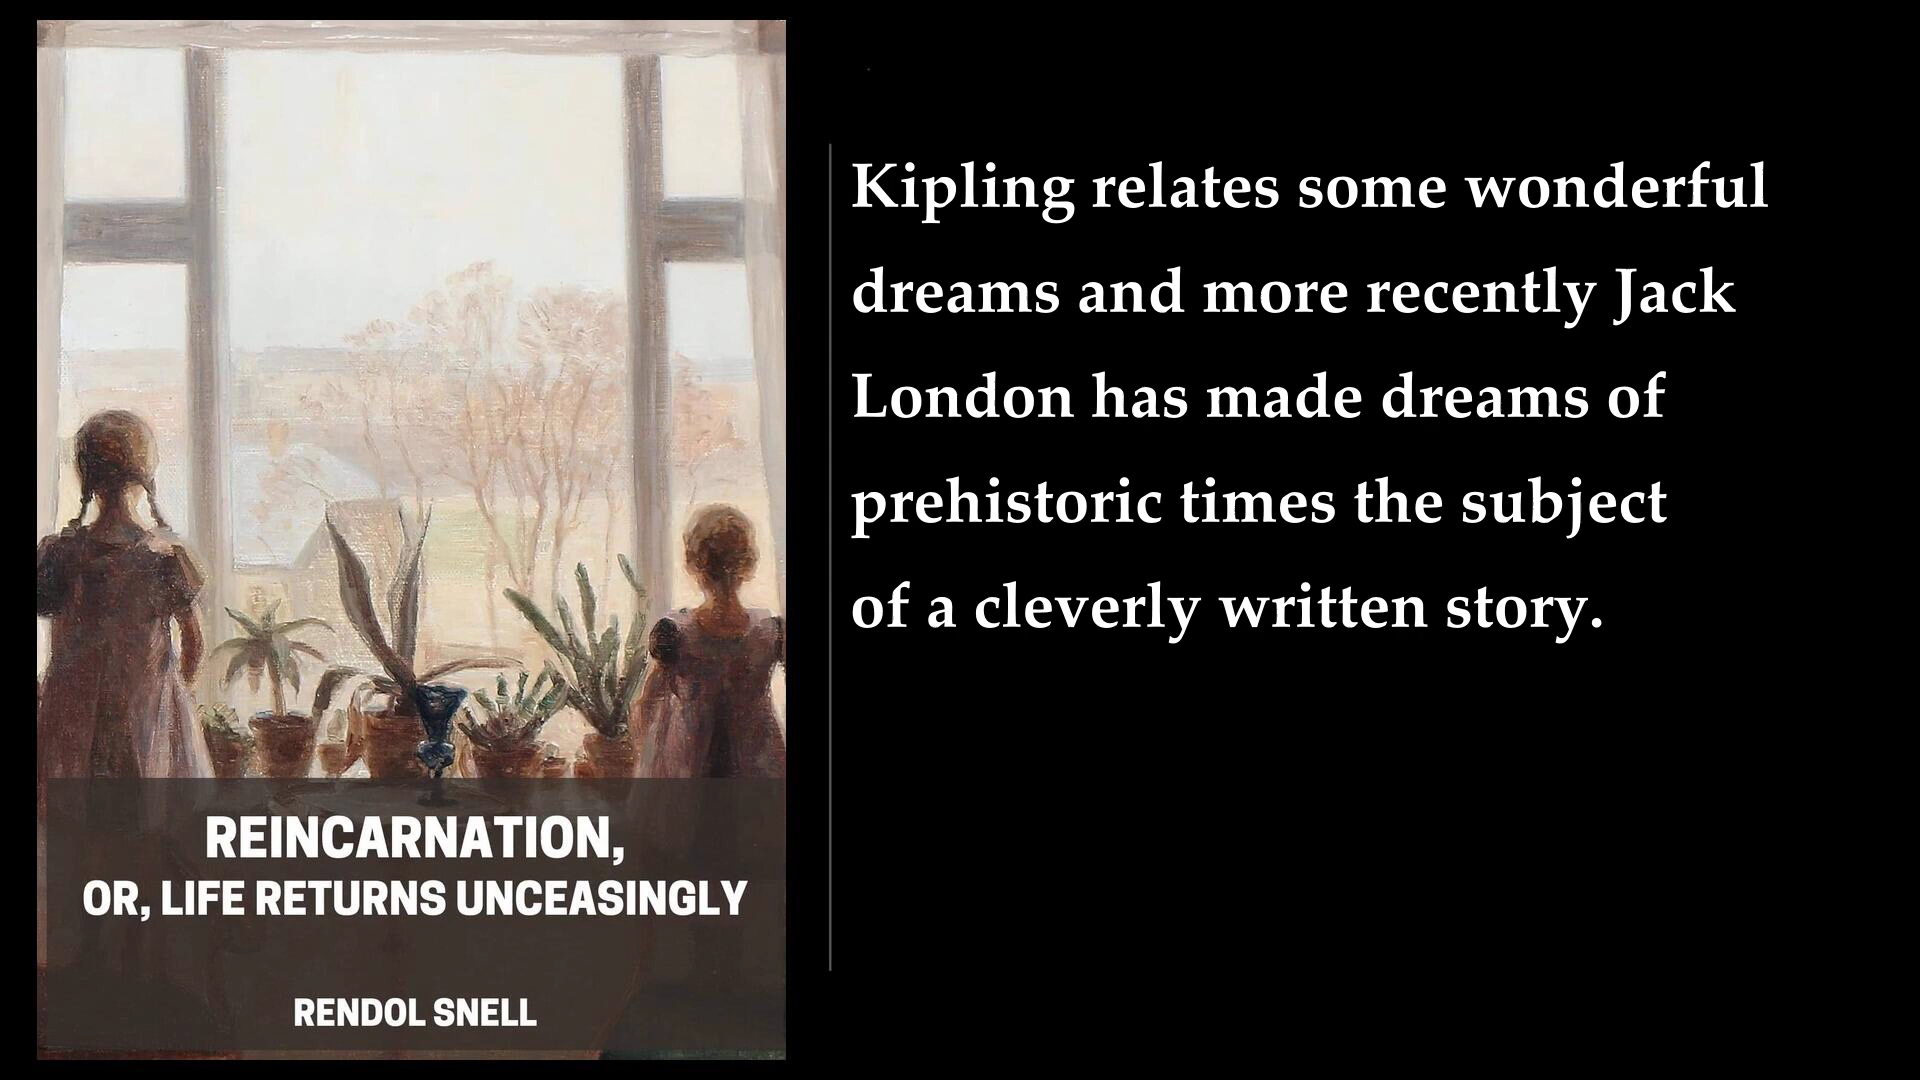 REINCARNATION,
OR, LIFE RETURNS UNCEASINGLY
RENDOL SNELL
Kipling relates some wonderful
dreams and more recently Jack
London has made dreams of
prehistoric times the subject
of a cleverly written story.